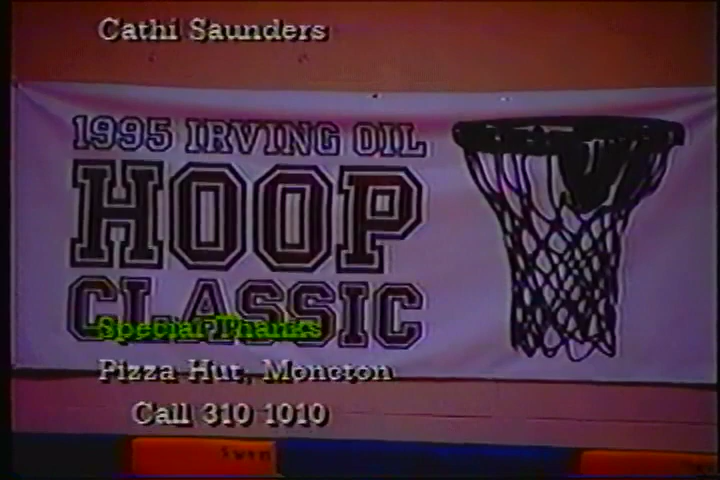 Cathi Saunders
1995 IRVING OIL
HOOP
CLASSIC
Special Thanks
Pizza Hut, Moncton
Call 310 1010